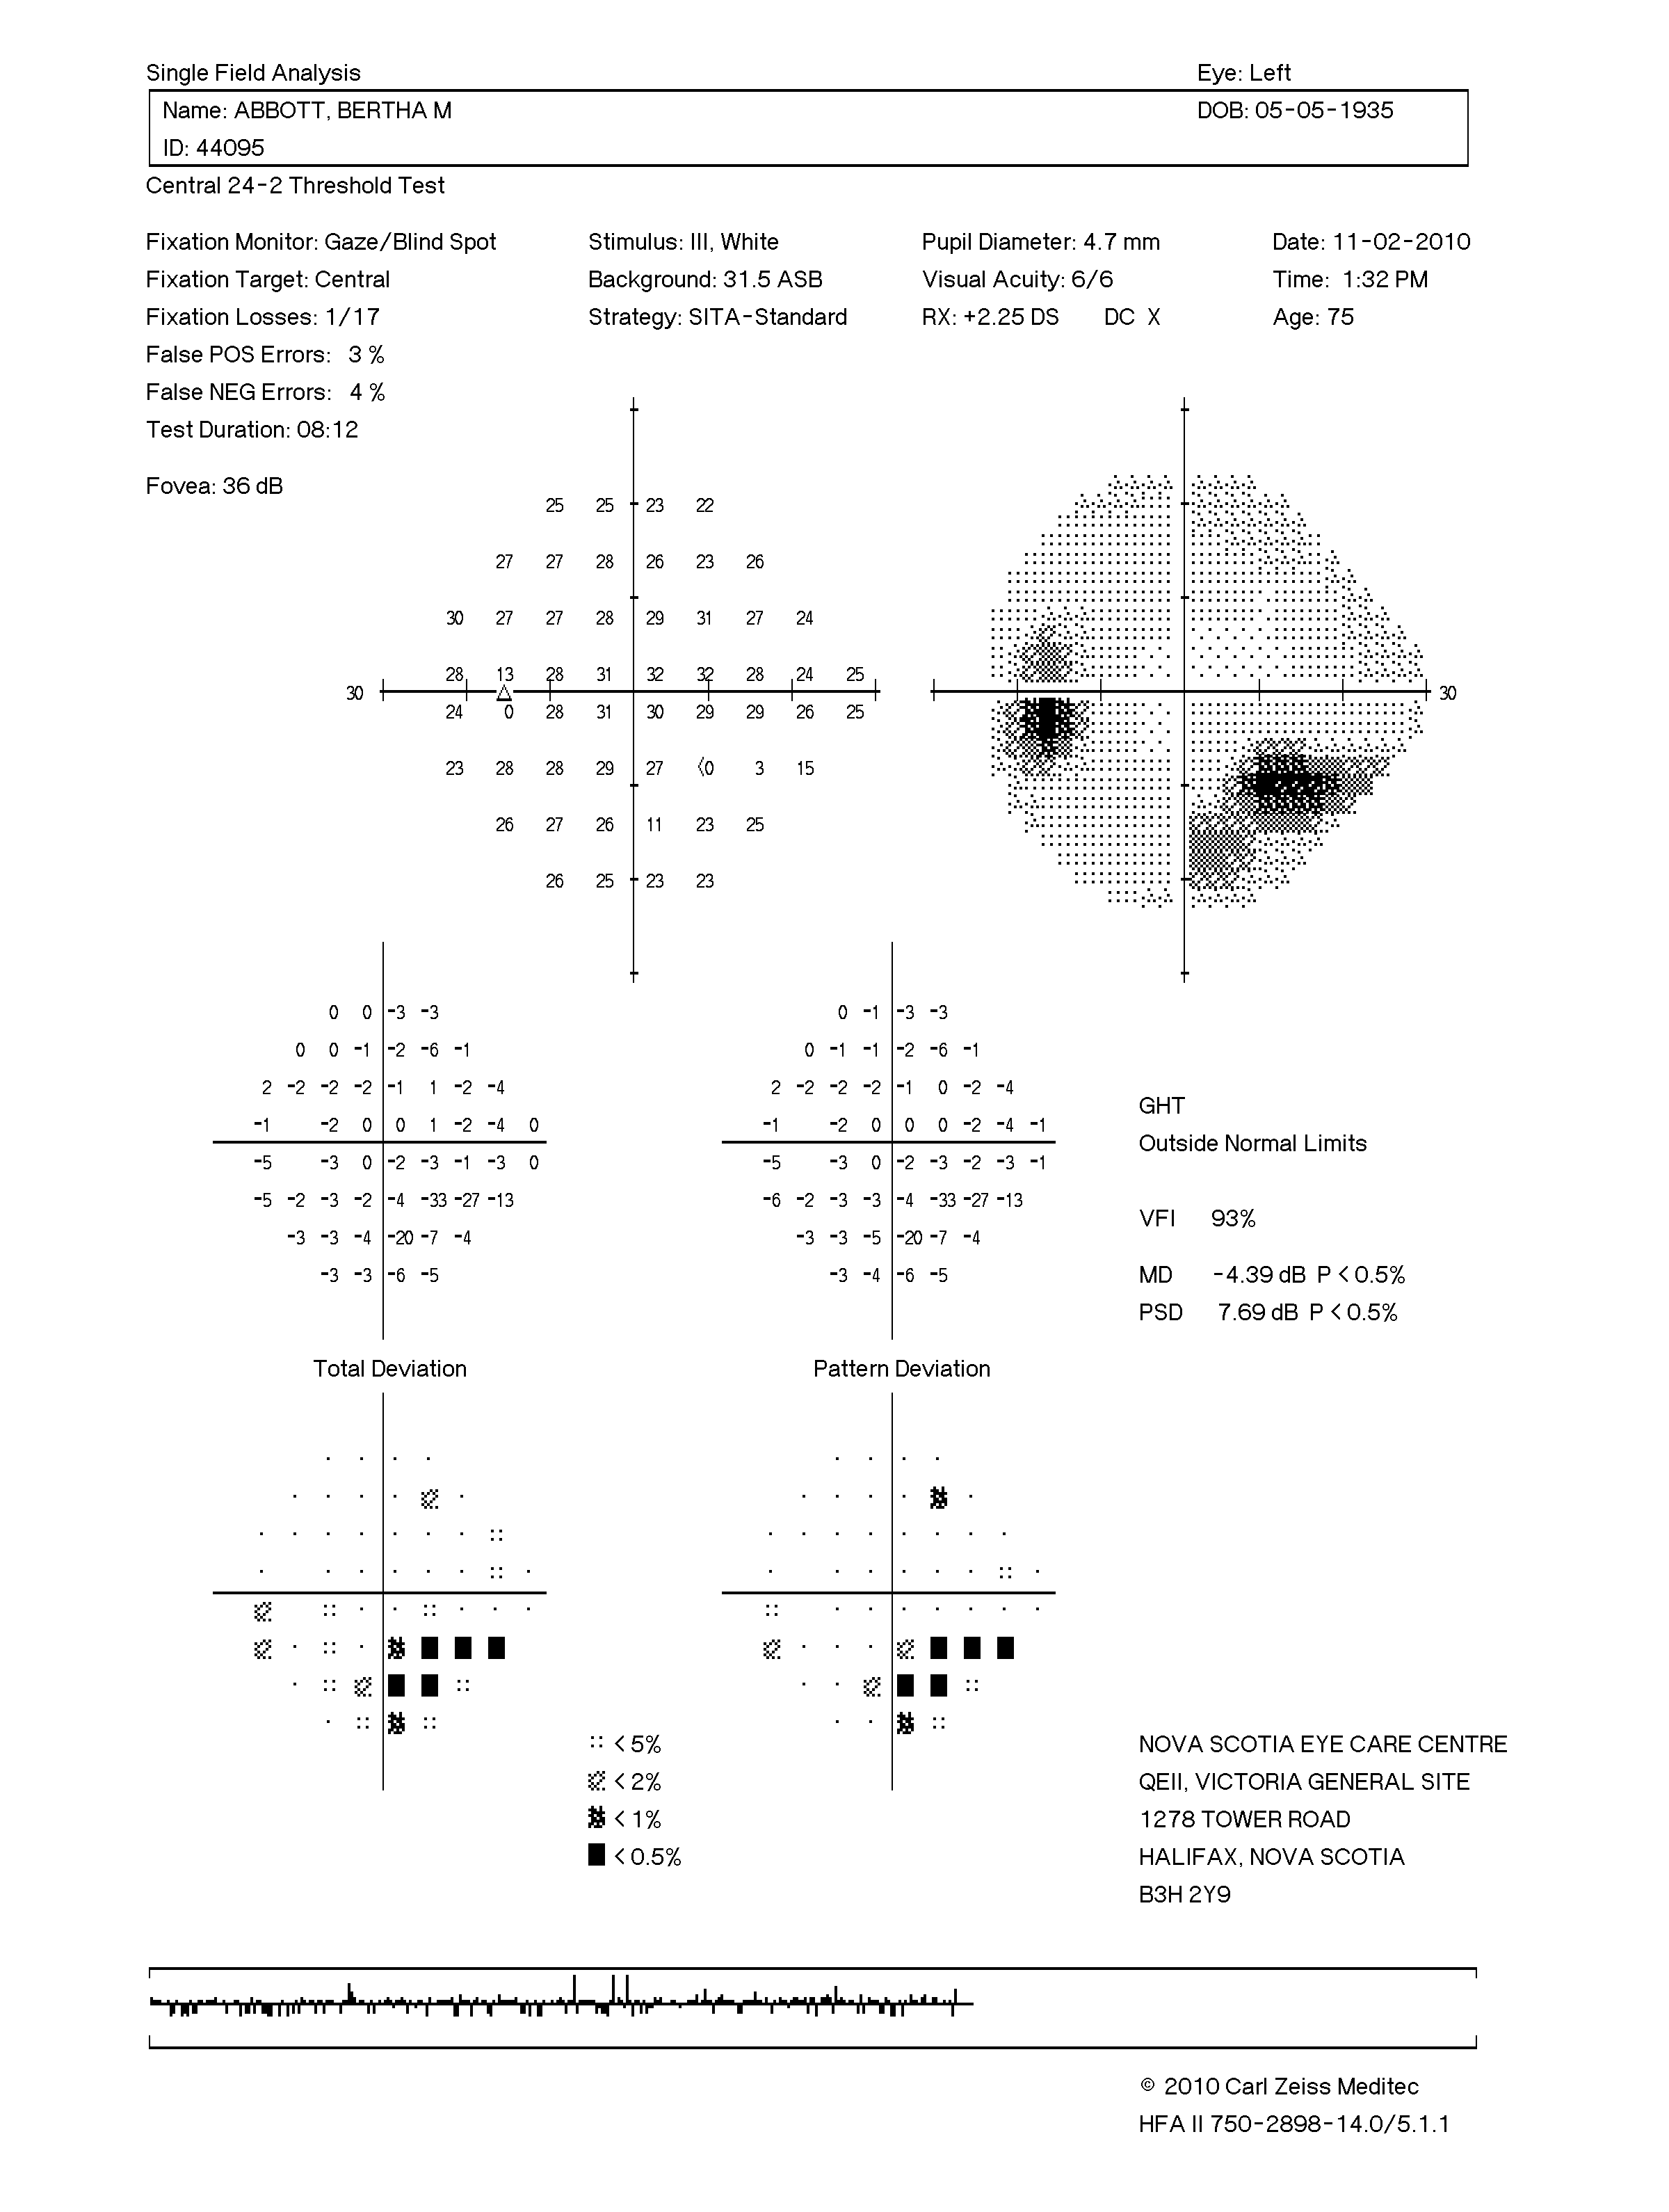 Single Field Analysis Eye: Left
Name: ABBOTT, BERTHA M DOB: 05-05-1935
ID: 44095
Central 24-2 Threshold Test
Fixation Monitor: Gaze/Blind Spot Stimulus: III, White Pupil Diameter: 4.7 mm Date: 11-02-2010
Fixation Target: Central Background: 31.5 ASB Visual Acuity: 6/6 Time: 1:32 PM
Fixation Losses: 1/17 Strategy: SITA-Standard RX: +2.25 DS DC X Age: 75
False POS Errors: 3 %
False NEG Errors: 4 %
Test Duration: 08:12
Fovea: 36 dB
25 25 23 22
27 27 28 26 23 26
30 27 27 28 29 31 27 24
28 13 28 31 32 32 28 24 25
30 30
24 0 28 31 30 29 29 26 25
23 28 28 29 27 <0 3 15
26 27 26 11 23 25
26 25 23 23
0 0 -3 -3 0 -1 -3 -3
0 0 -1 -2 -6 -1 0 -1 -1 -2 -6 -1
2 -2 -2 -2 -1 1 -2 -4 2 -2 -2 -2 -1 0 -2 -4
GHT
-1 -2 0 0 1 -2 -4 0 -1 -2 0 0 0 -2 -4 -1
Outside Normal Limits
-5 -3 0 -2 -3 -1 -3 0 -5 -3 0 -2 -3 -2 -3 -1
-5 -2 -3 -2 -4 -33 -27 -13 -6 -2 -3 -3 -4 -33 -27 -13
VFI 93%
-3 -3 -4 -20 -7 -4 -3 -3 -5 -20 -7 -4
-3 -3 -6 -5 -3 -4 -6 -5 MD -4.39 dB P < 0.5%
PSD 7.69 dB P < 0.5%
Total Deviation Pattern Deviation
< 5% NOVA SCOTIA EYE CARE CENTRE
< 2% QEII, VICTORIA GENERAL SITE
< 1% 1278 TOWER ROAD
< 0.5% HALIFAX, NOVA SCOTIA
B3H 2Y9
© 2010 Carl Zeiss Meditec
HFA II 750-2898-14.0/5.1.1